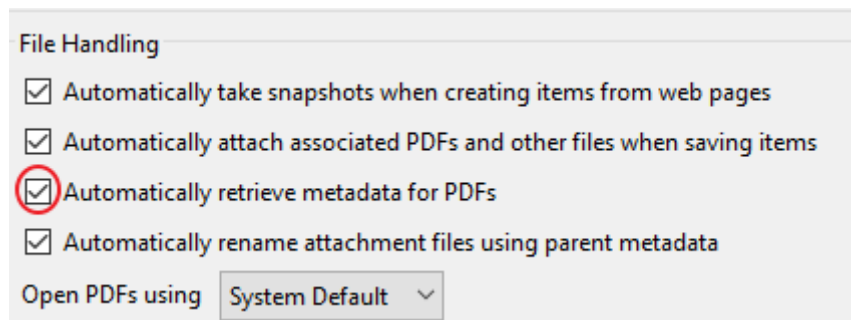 File Handling
Automatically take snapshots when creating items from web pages
Automatically attach associated PDFs and other files when saving items
Automatically retrieve metadata for PDFs
Automatically rename attachment files using parent metadata
Open PDFs using System Default